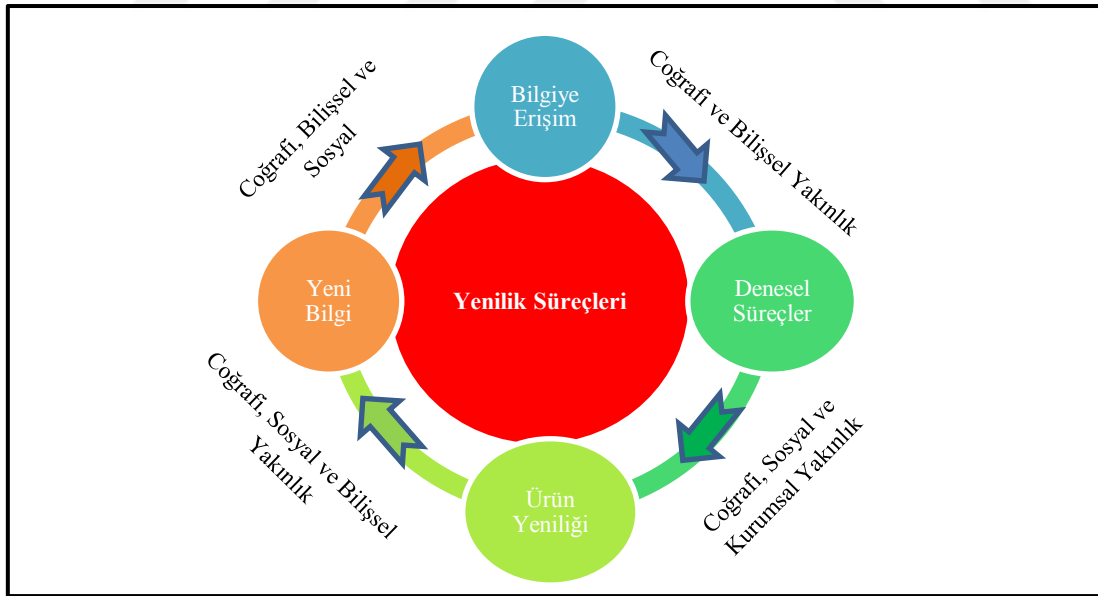 Bilgiye
Erişim
Coğrafi ve Bilişsel Yakınlık
Denesel
Süreçler
Coğrafi, Sosyal ve
Kurumsal Yakınlık
Ürün
Yeniliği
Coğrafi, Sosyal ve Bilişsel
Yakınlık
Yeni
Bilgi
Coğrafi, Bilişsel ve
Sosyal
Yenilik Süreçleri